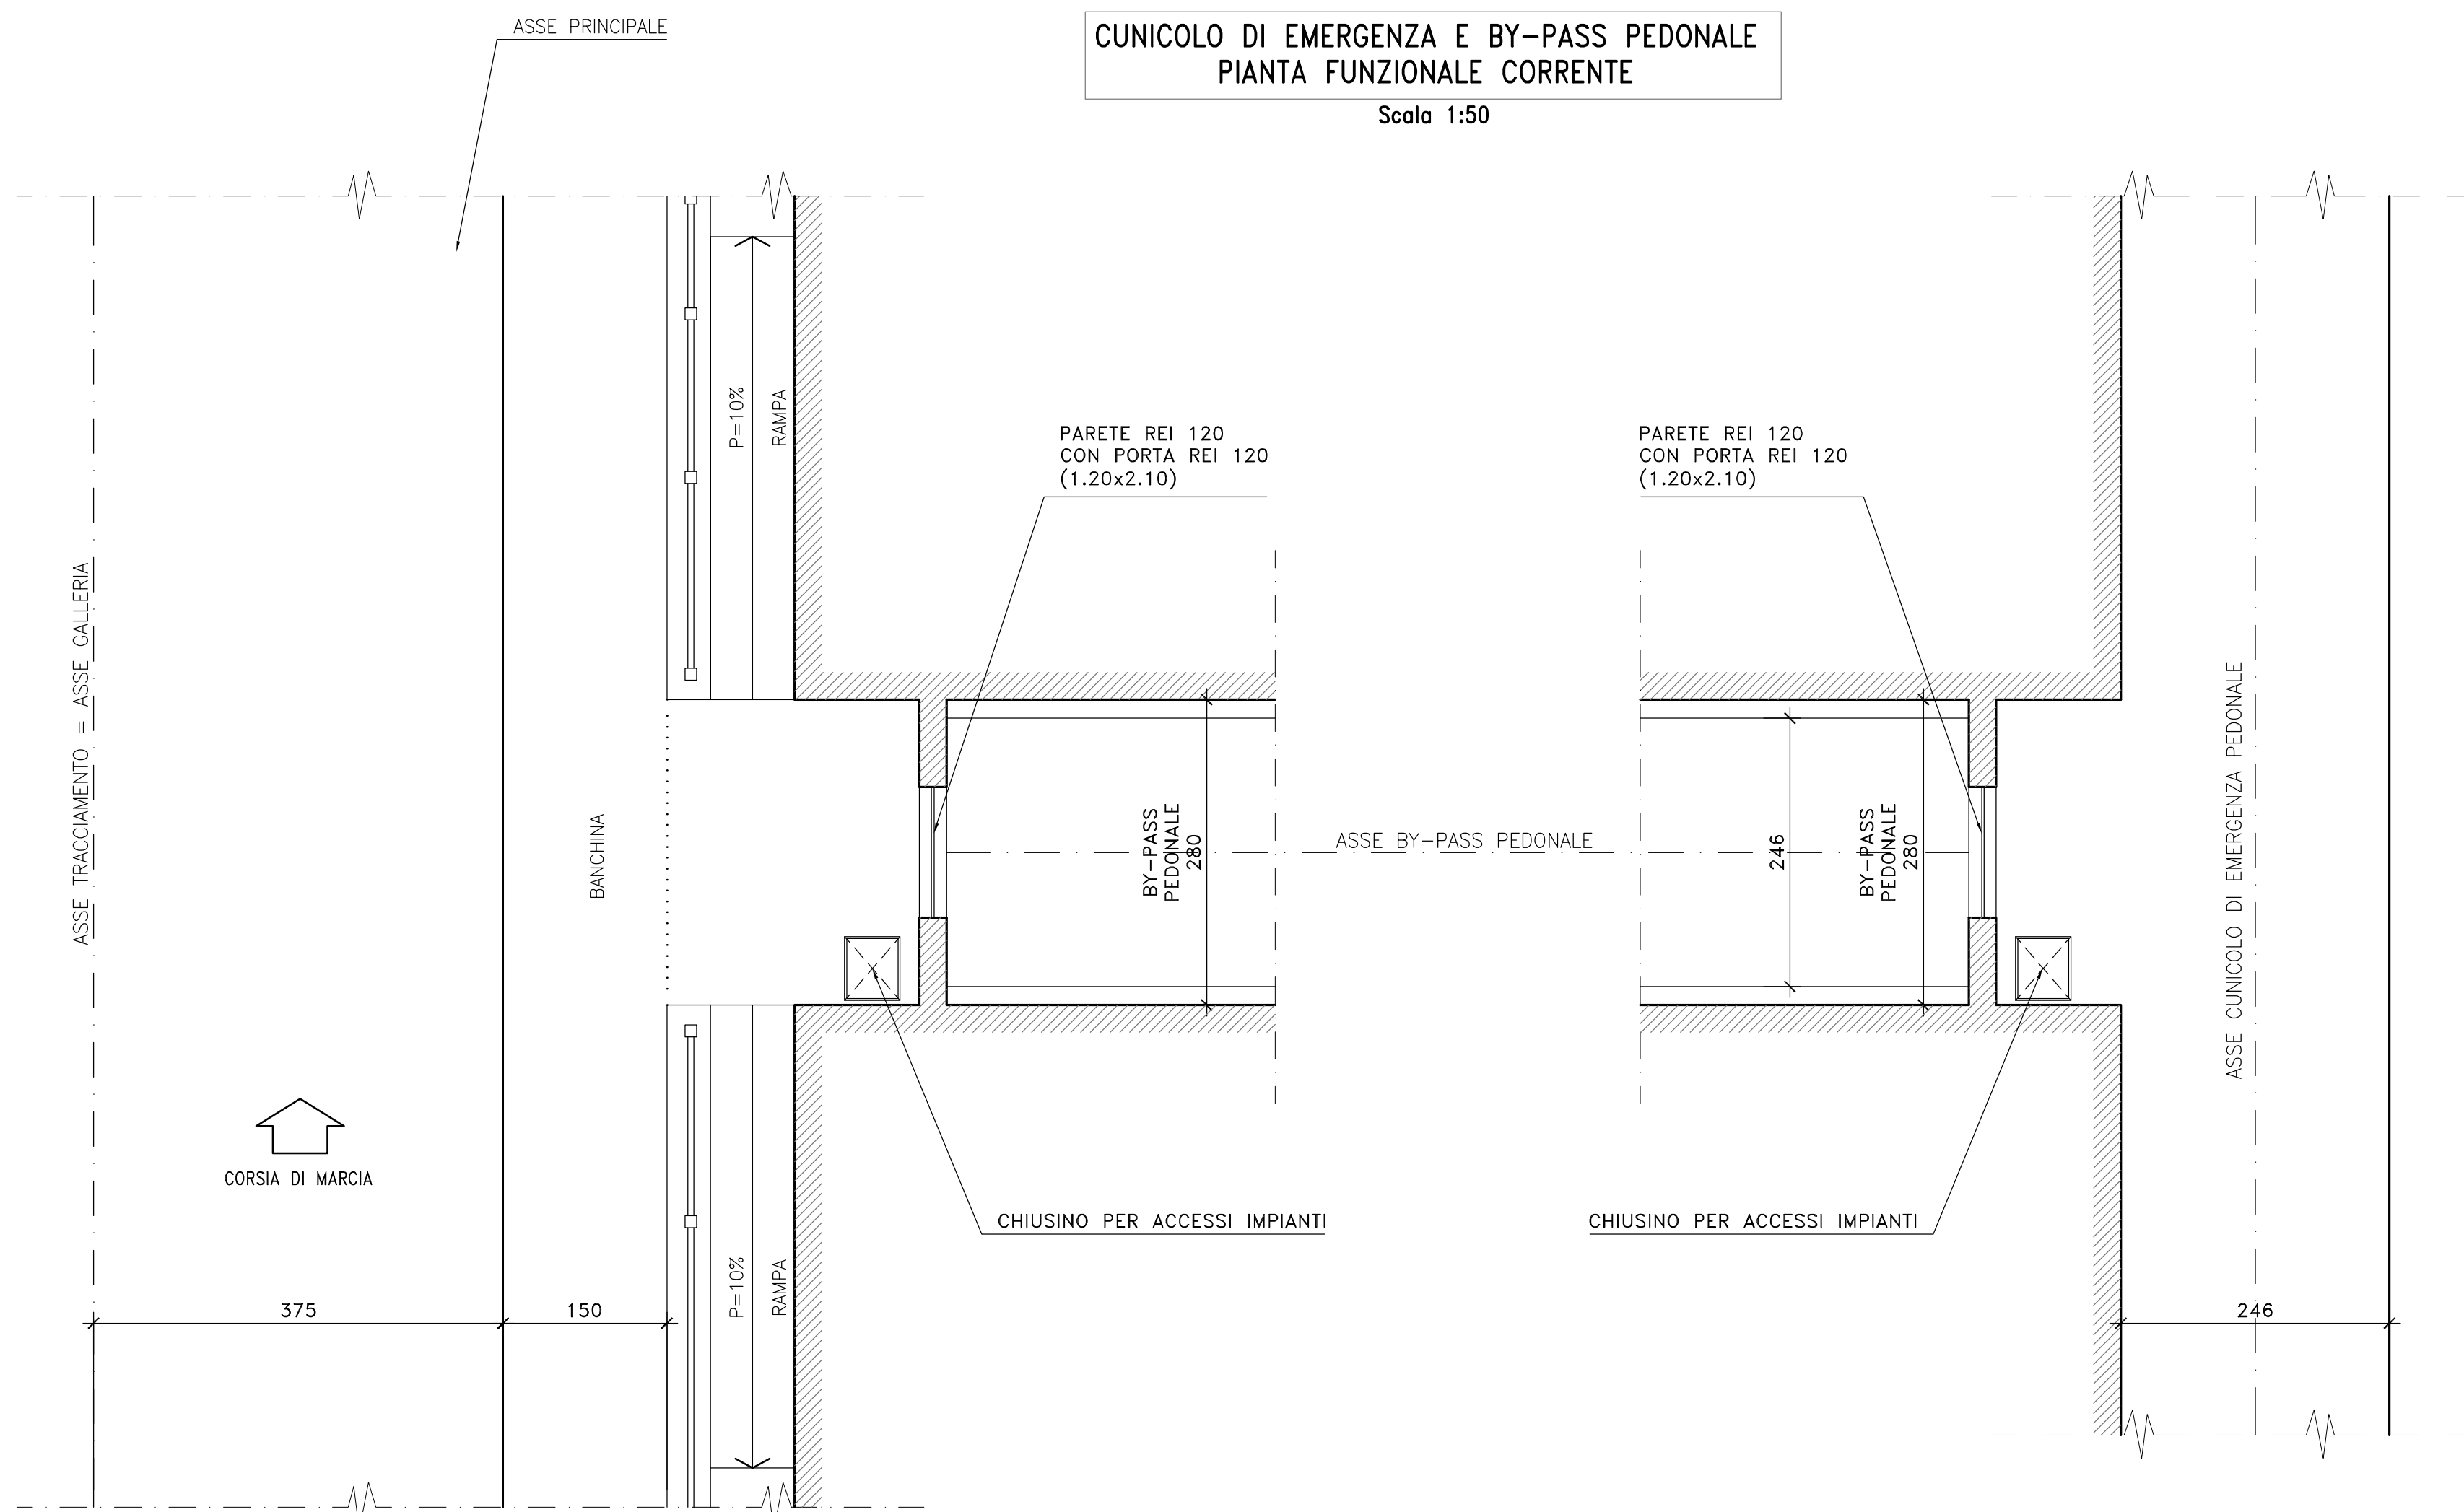 ASSE PRINCIPALE
CUNICOLO DI EMERGENZA E BY-PASS PEDONALE
PIANTA FUNZIONALE CORRENTE
Scala 1:50
P=10%
RAMPA
PARETE REI 120
CON PORTA REI 120
(1.20x2.10)
PARETE REI 120
CON PORTA REI 120
(1.20x2.10)
ASSE TRACCIAMENTO = ASSE GALLERIA
BANCHINA
BY-PASS
PEDONALE
280
ASSE BY-PASS PEDONALE
246
BY-PASS
PEDONALE
280
ASSE CUNICOLO DI EMERGENZA PEDONALE
CORSIA DI MARCIA
CHIUSINO PER ACCESSI IMPIANTI
CHIUSINO PER ACCESSI IMPIANTI
P=10%
RAMPA
375
150
246